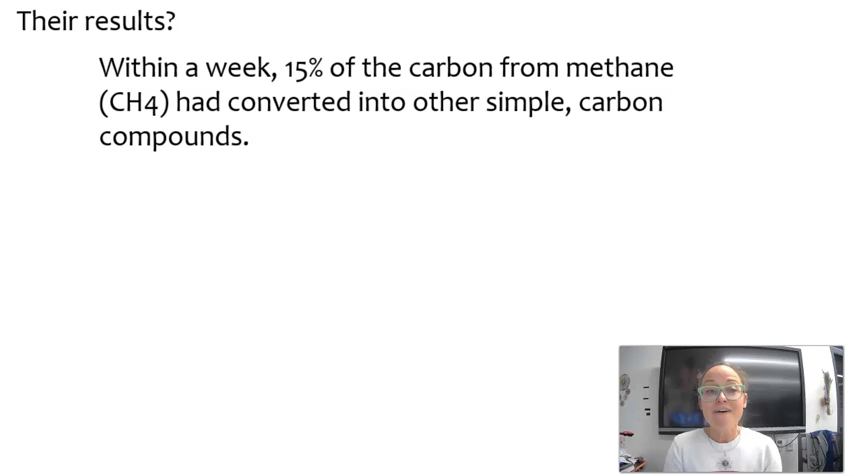 Their results?
Within a week, 15% of the carbon from methane
(CH4) had converted into other simple, carbon
compounds.